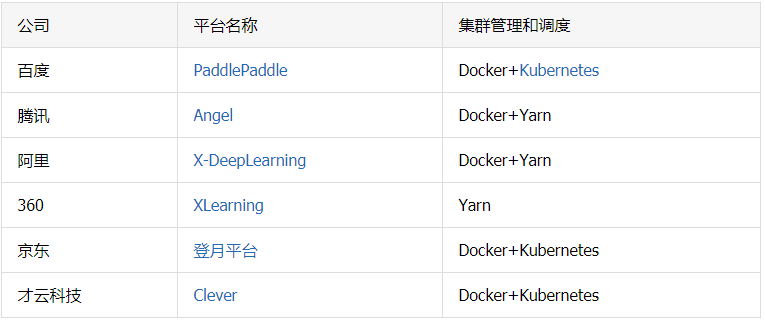 公司 平台名称 集群管理和调度
百度 PaddlePaddle Docker+Kubernetes
腾讯 Angel Docker+Yarn
阿里 X-DeepLearning Docker+Yarn
360 XLearning Yarn
京东 登月平台 Docker+Kubernetes
才云科技 Clever Docker+Kubernetes